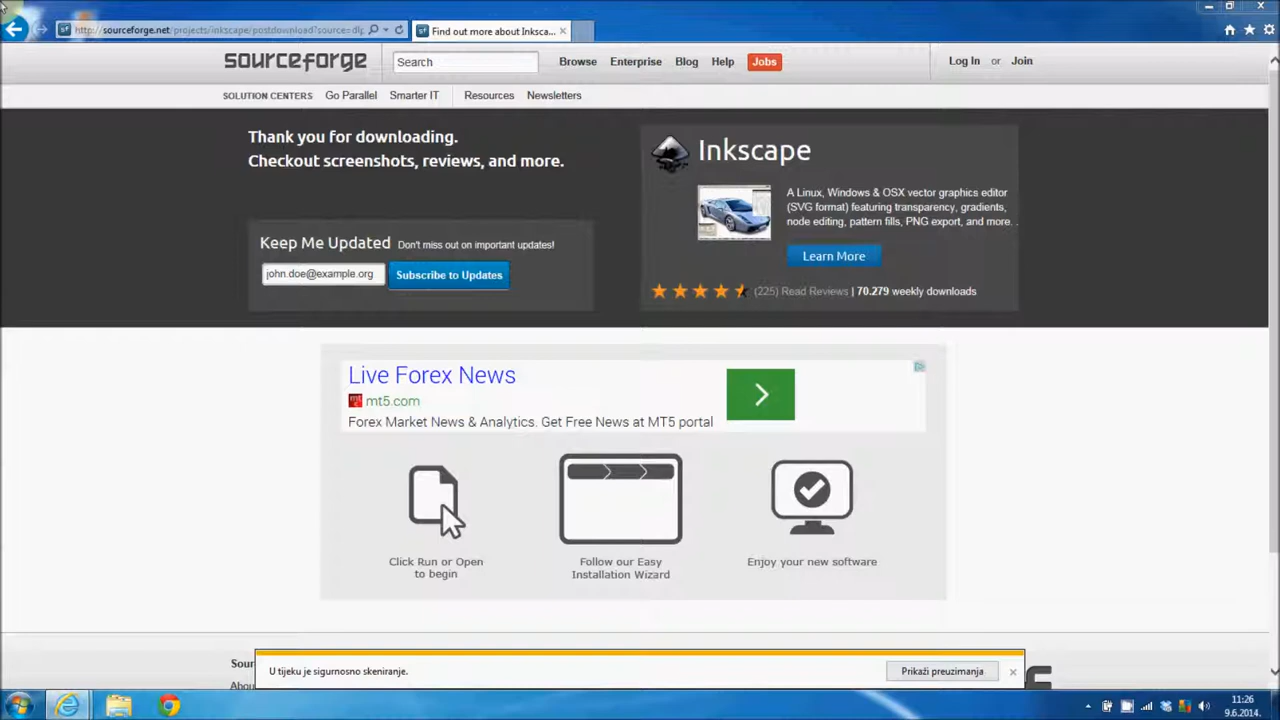 http://sourceforge.net/projects/inkscape/postdownload?source=dlp
Find out more about Inksca...
sourceforge
Search
Browse
Enterprise
Blog
Help
Jobs
Log In or Join
SOLUTION CENTERS
Go Parallel
Smarter IT
Resources
Newsletters
Thank you for downloading.
Checkout screenshots, reviews, and more.
Inkscape
A Linux, Windows & OSX vector graphics editor
(SVG format) featuring transparency, gradients,
node editing, pattern fills, PNG export, and more. .
Learn More
(225) Read Reviews | 70.279 weekly downloads
Keep Me Updated Don't miss out on important updates!
john.doe@example.org
Subscribe to Updates
Live Forex News
mt5.com
Forex Market News & Analytics. Get Free News at MT5 portal
Click Run or Open
to begin
Follow our Easy
Installation Wizard
Enjoy your new software
Sour
Abou
U tijeku je sigurnosno skeniranje.
Prikaži preuzimanja
11:26
9.6.2014.